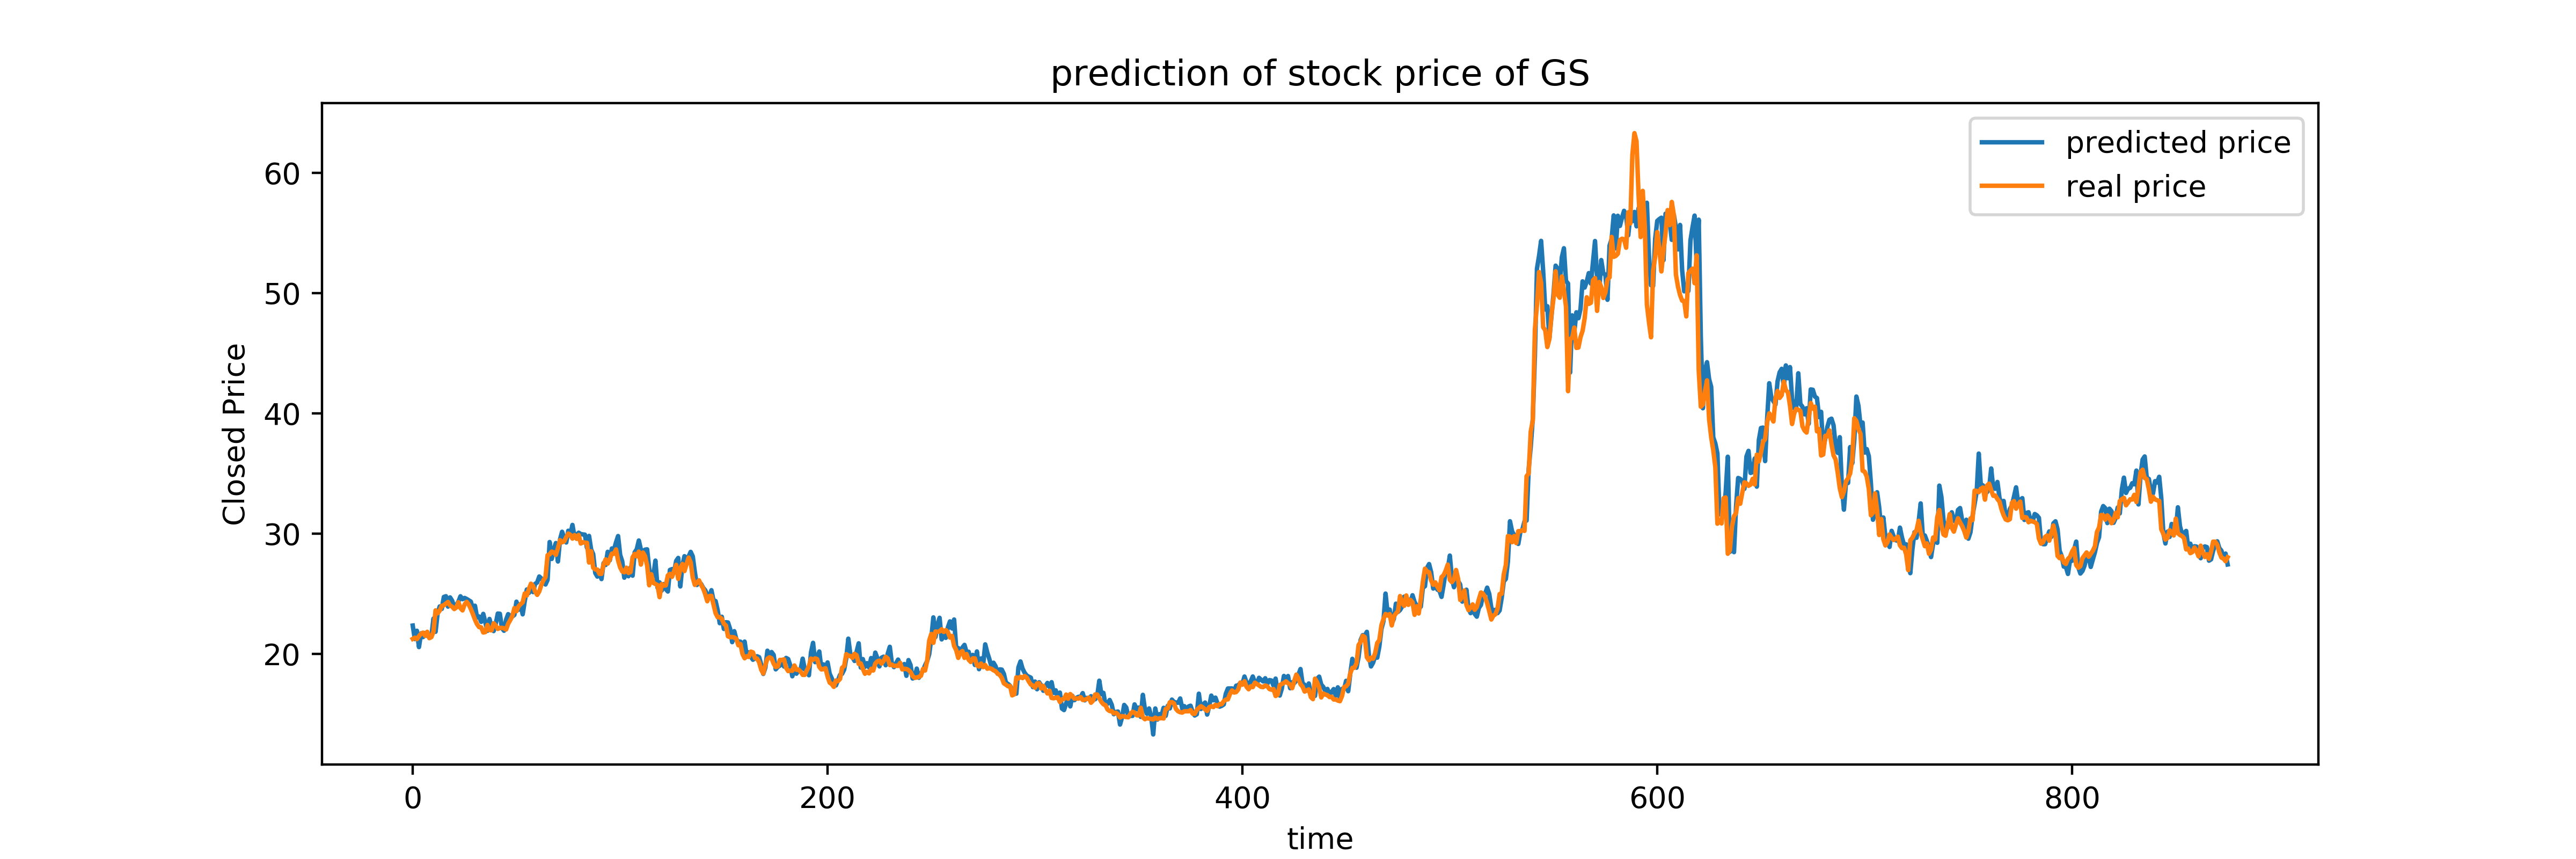 prediction of stock price of GS
predicted price
real price
Closed Price
60
50
40
30
20
0 200 400 600 800
time